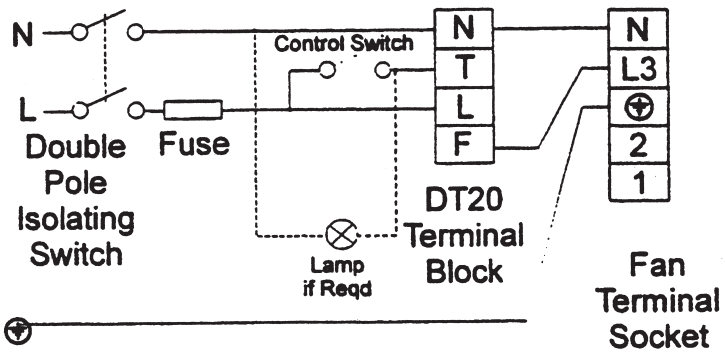 N
L
Double
Pole
Isolating
Switch
Fuse
Control Switch
Lamp
if Reqd
N
T
L
F
DT20
Terminal
Block
N
L3
2
1
Fan
Terminal
Socket